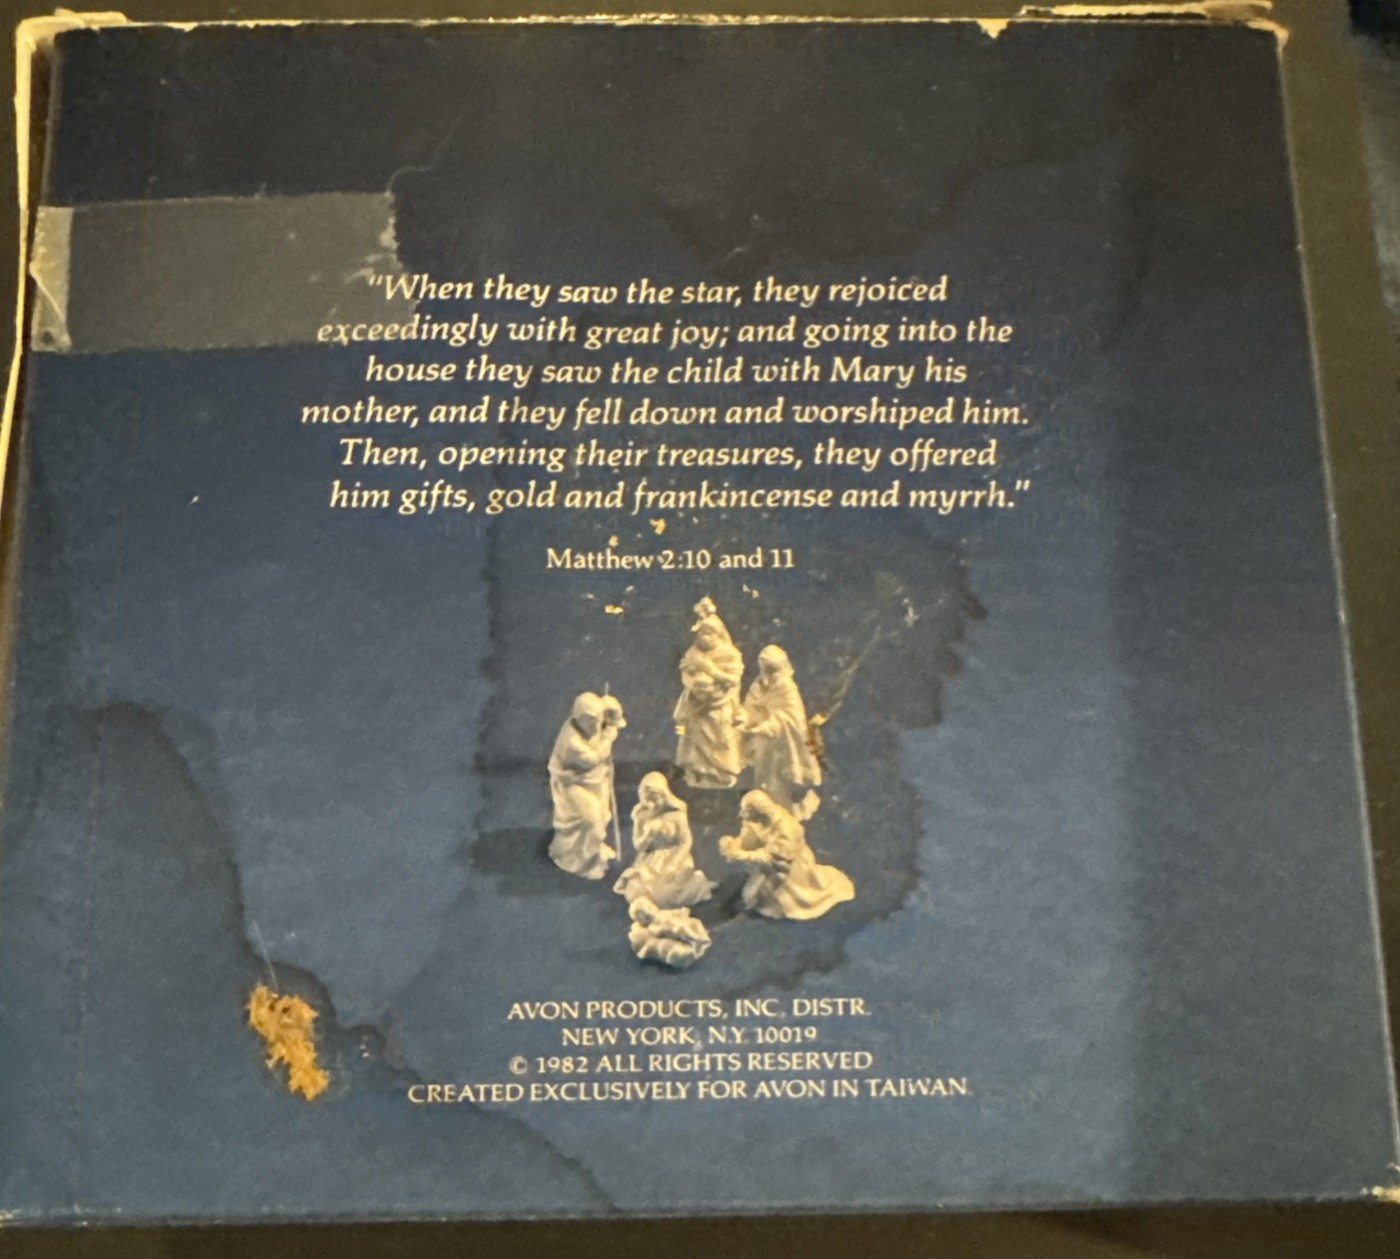 "When they saw the star, they rejoiced
exceedingly with great joy; and going into the
house they saw the child with Mary his
mother, and they fell down and worshiped him.
Then, opening their treasures, they offered
him gifts, gold and frankincense and myrrh."
Matthew 2:10 and 11
AVON PRODUCTS, INC. DISTR.
NEW YORK, N.Y. 10019
© 1982 ALL RIGHTS RESERVED
CREATED EXCLUSIVELY FOR AVON IN TAIWAN.